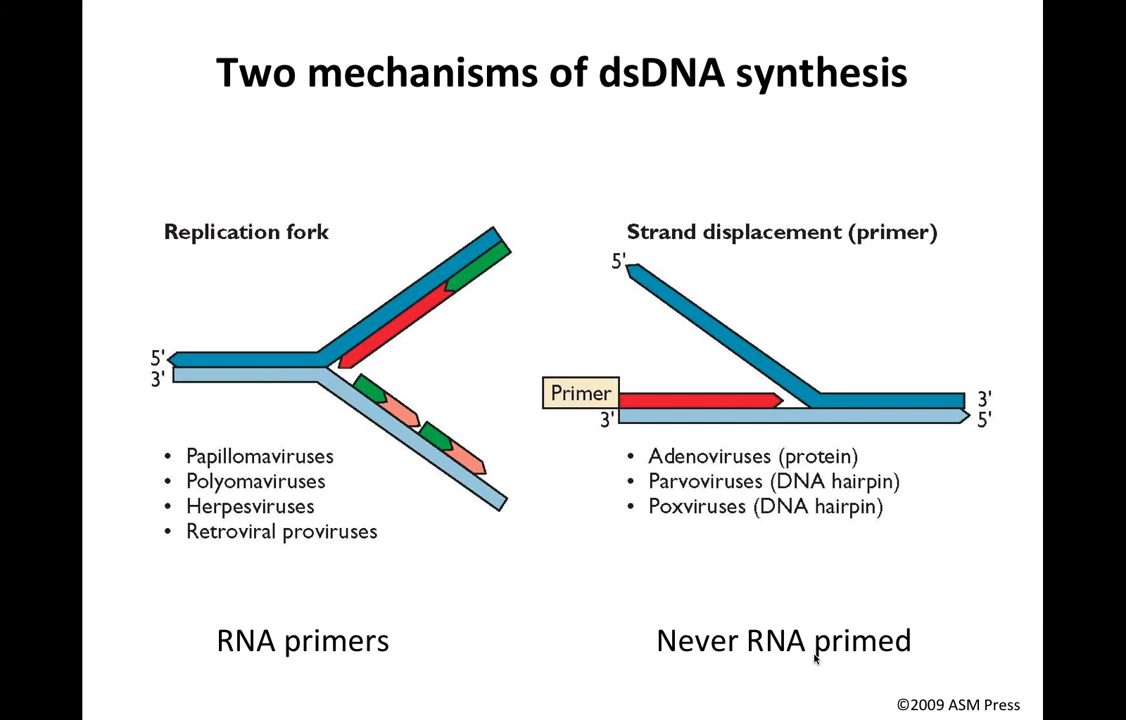 Two mechanisms of dsDNA synthesis
Replication fork
5'
3'
• Papillomaviruses
• Polyomaviruses
• Herpesviruses
• Retroviral proviruses
RNA primers
Strand displacement (primer)
5'
Primer
3'
3'
5'
• Adenoviruses (protein)
• Parvoviruses (DNA hairpin)
• Poxviruses (DNA hairpin)
Never RNA primed
©2009 ASM Press